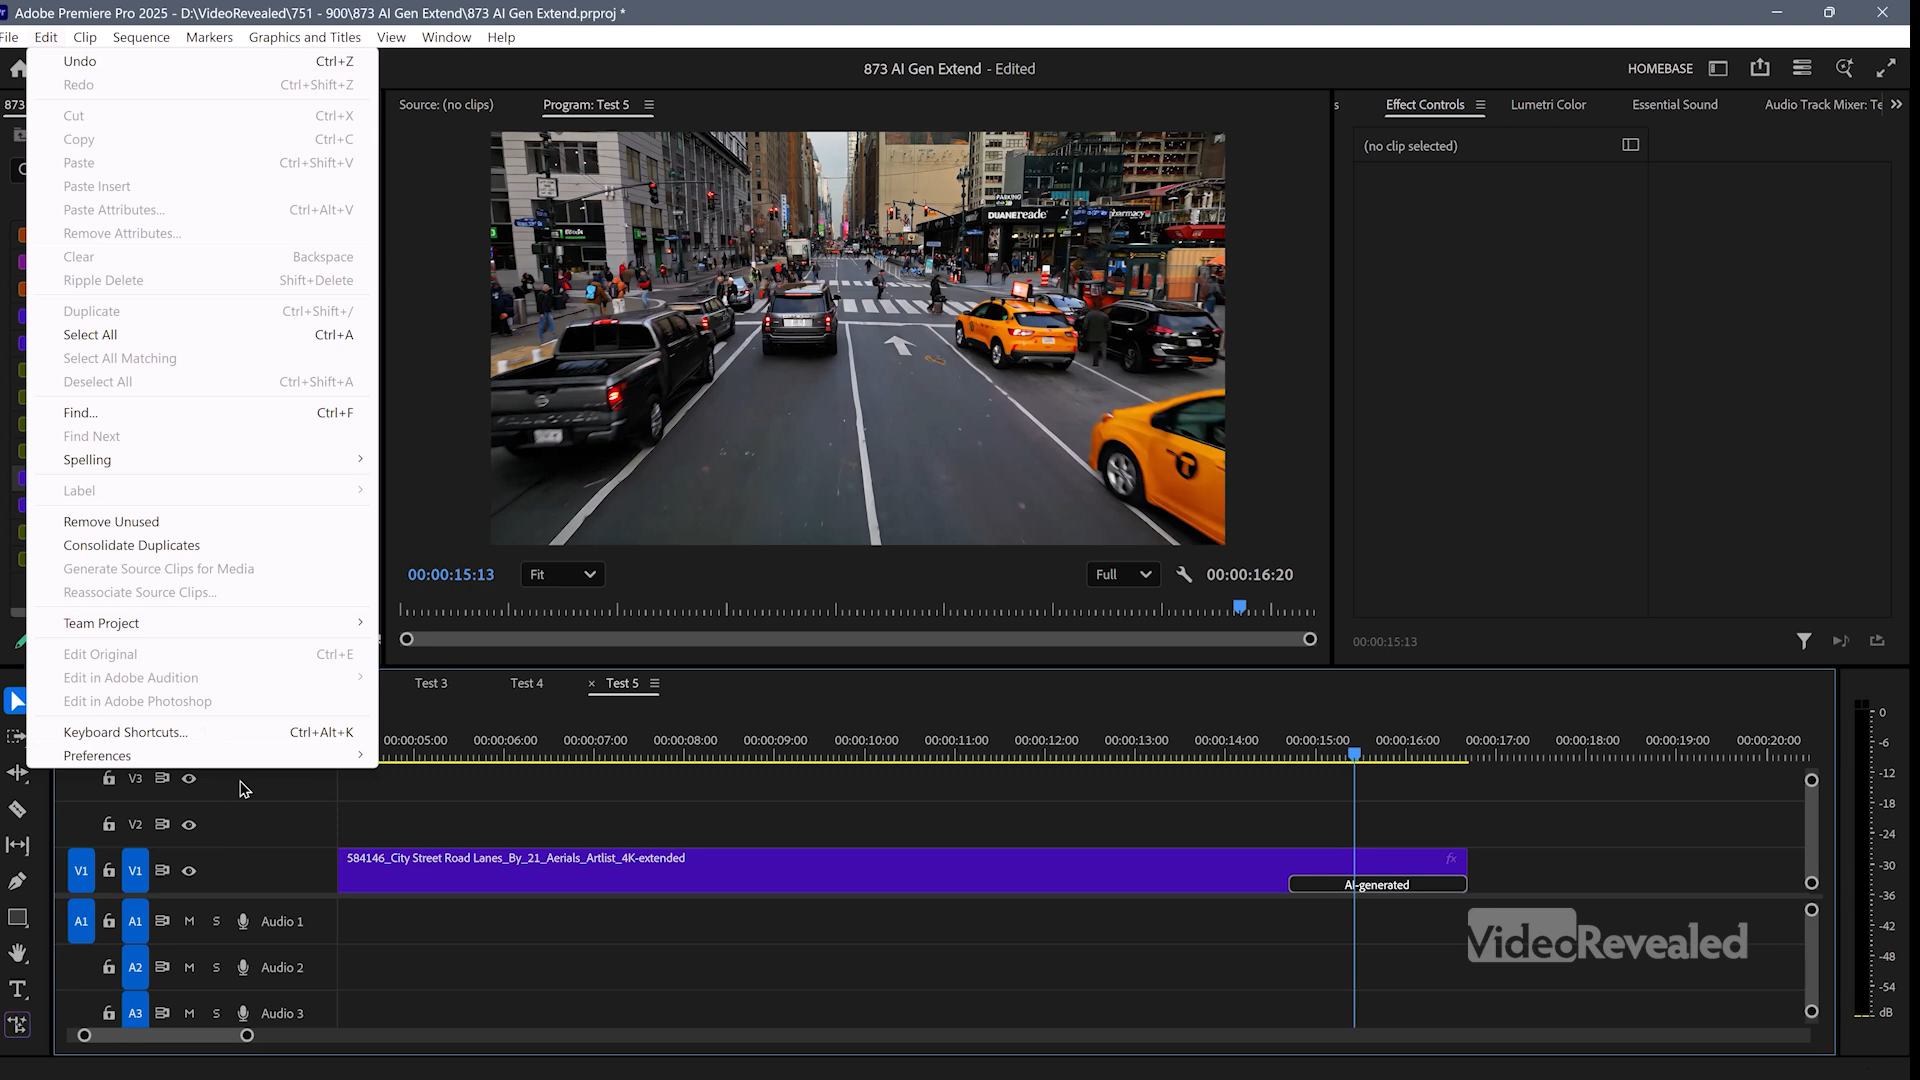 Adobe Premiere Pro 2025 - D:\VideoRevealed\751 - 900\873 AI Gen Extend\873 AI Gen Extend.prproj *
File Edit Clip Sequence Markers Graphics and Titles View Window Help
873 AI Gen Extend - Edited
HOMEBASE
Undo Ctrl+Z
Redo Ctrl+Shift+Z
Cut Ctrl+X
Copy Ctrl+C
Paste Ctrl+Shift+V
Paste Insert
Paste Attributes... Ctrl+Alt+V
Remove Attributes...
Clear Backspace
Ripple Delete Shift+Delete
Duplicate Ctrl+Shift+/
Select All Ctrl+A
Select All Matching
Deselect All Ctrl+Shift+A
Find... Ctrl+F
Find Next
Spelling
Label
Remove Unused
Consolidate Duplicates
Generate Source Clips for Media
Reassociate Source Clips...
Team Project
Edit Original Ctrl+E
Edit in Adobe Audition
Edit in Adobe Photoshop
Keyboard Shortcuts... Ctrl+Alt+K
Preferences
873
Source: (no clips) Program: Test 5
PARKING
DUANEreade pharmacy
T
00:00:15:13 Fit Full 00:00:16:20
Effect Controls Lumetri Color Essential Sound Audio Track Mixer: Te
(no clip selected)
00:00:15:13
Test 3 Test 4 × Test 5
00:00:05:00 00:00:06:00 00:00:07:00 00:00:08:00 00:00:09:00 00:00:10:00 00:00:11:00 00:00:12:00 00:00:13:00 00:00:14:00 00:00:15:00 00:00:16:00 00:00:17:00 00:00:18:00 00:00:19:00 00:00:20:00
V3
V2
V1 V1
584146_City Street Road Lanes_By_21_Aerials_Artlist_4K-extended fx
AI-generated
A1 A1 M S Audio 1
A2 M S Audio 2
A3 M S Audio 3
VideoRevealed
0
-6
-12
-18
-24
-30
-36
-42
-48
-54
dB